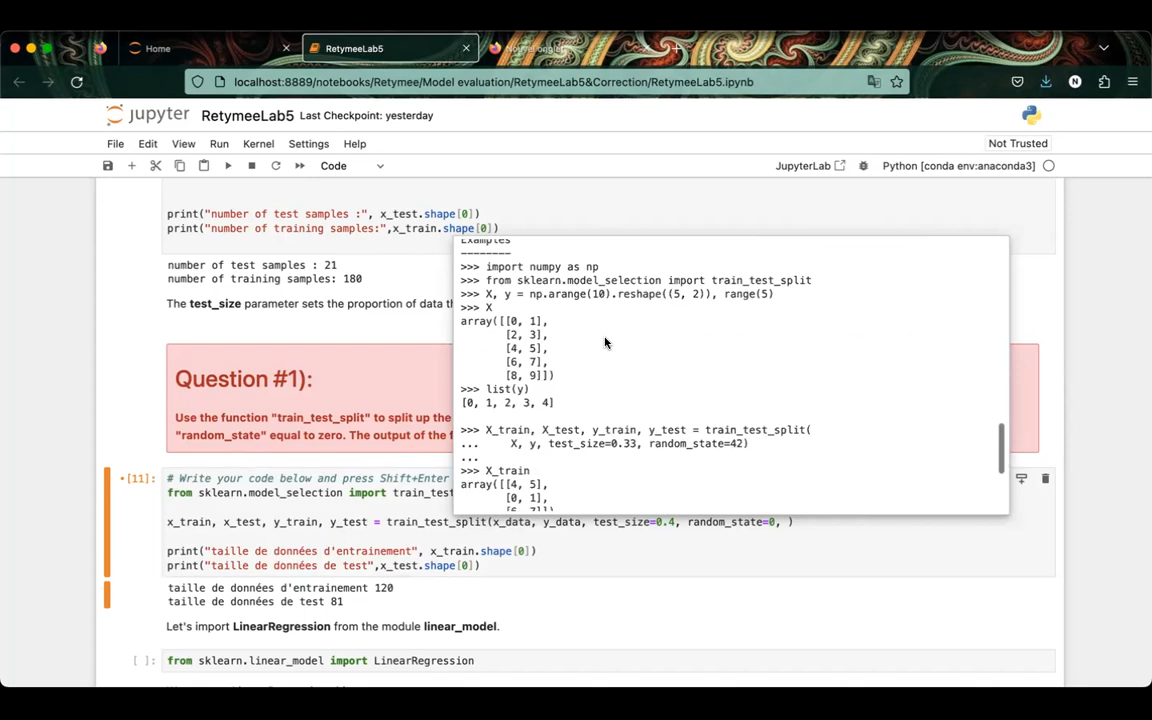 Home
RetymeeLab5
localhost:8889/notebooks/Retymee/Model evaluation/RetymeeLab5&Correction/RetymeeLab5.ipynb
jupyter RetymeeLab5 Last Checkpoint: yesterday
File Edit View Run Kernel Settings Help Not Trusted
Code JupyterLab Python [conda env:anaconda3]
print("number of test samples :", x_test.shape[0])
print("number of training samples:",x_train.shape[0])
number of test samples : 21
number of training samples: 180
The test_size parameter sets the proportion of data th
Question #1):
Use the function "train_test_split" to split up the
"random_state" equal to zero. The output of the f
Examples
--------
>>> import numpy as np
>>> from sklearn.model_selection import train_test_split
>>> X, y = np.arange(10).reshape((5, 2)), range(5)
>>> X
array([[0, 1],
[2, 3],
[4, 5],
[6, 7],
[8, 9]])
>>> list(y)
[0, 1, 2, 3, 4]
>>> X_train, X_test, y_train, y_test = train_test_split(
... X, y, test_size=0.33, random_state=42)
...
>>> X_train
array([[4, 5],
[0, 1],
[6, 7]])
[11]: # Write your code below and press Shift+Enter
from sklearn.model_selection import train_test
x_train, x_test, y_train, y_test = train_test_split(x_data, y_data, test_size=0.4, random_state=0, )
print("taille de données d'entrainement", x_train.shape[0])
print("taille de données de test",x_test.shape[0])
taille de données d'entrainement 120
taille de données de test 81
Let's import LinearRegression from the module linear_model.
[ ]: from sklearn.linear_model import LinearRegression